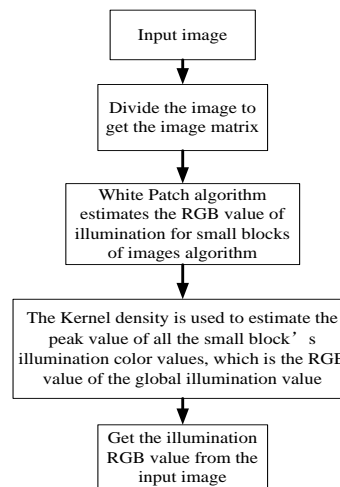 Input image
Divide the image to
get the image matrix
White Patch algorithm
estimates the RGB value of
illumination for small blocks
of images algorithm
The Kernel density is used to estimate the
peak value of all the small block’s
illumination color values, which is the RGB
value of the global illumination value
Get the illumination
RGB value from the
input image